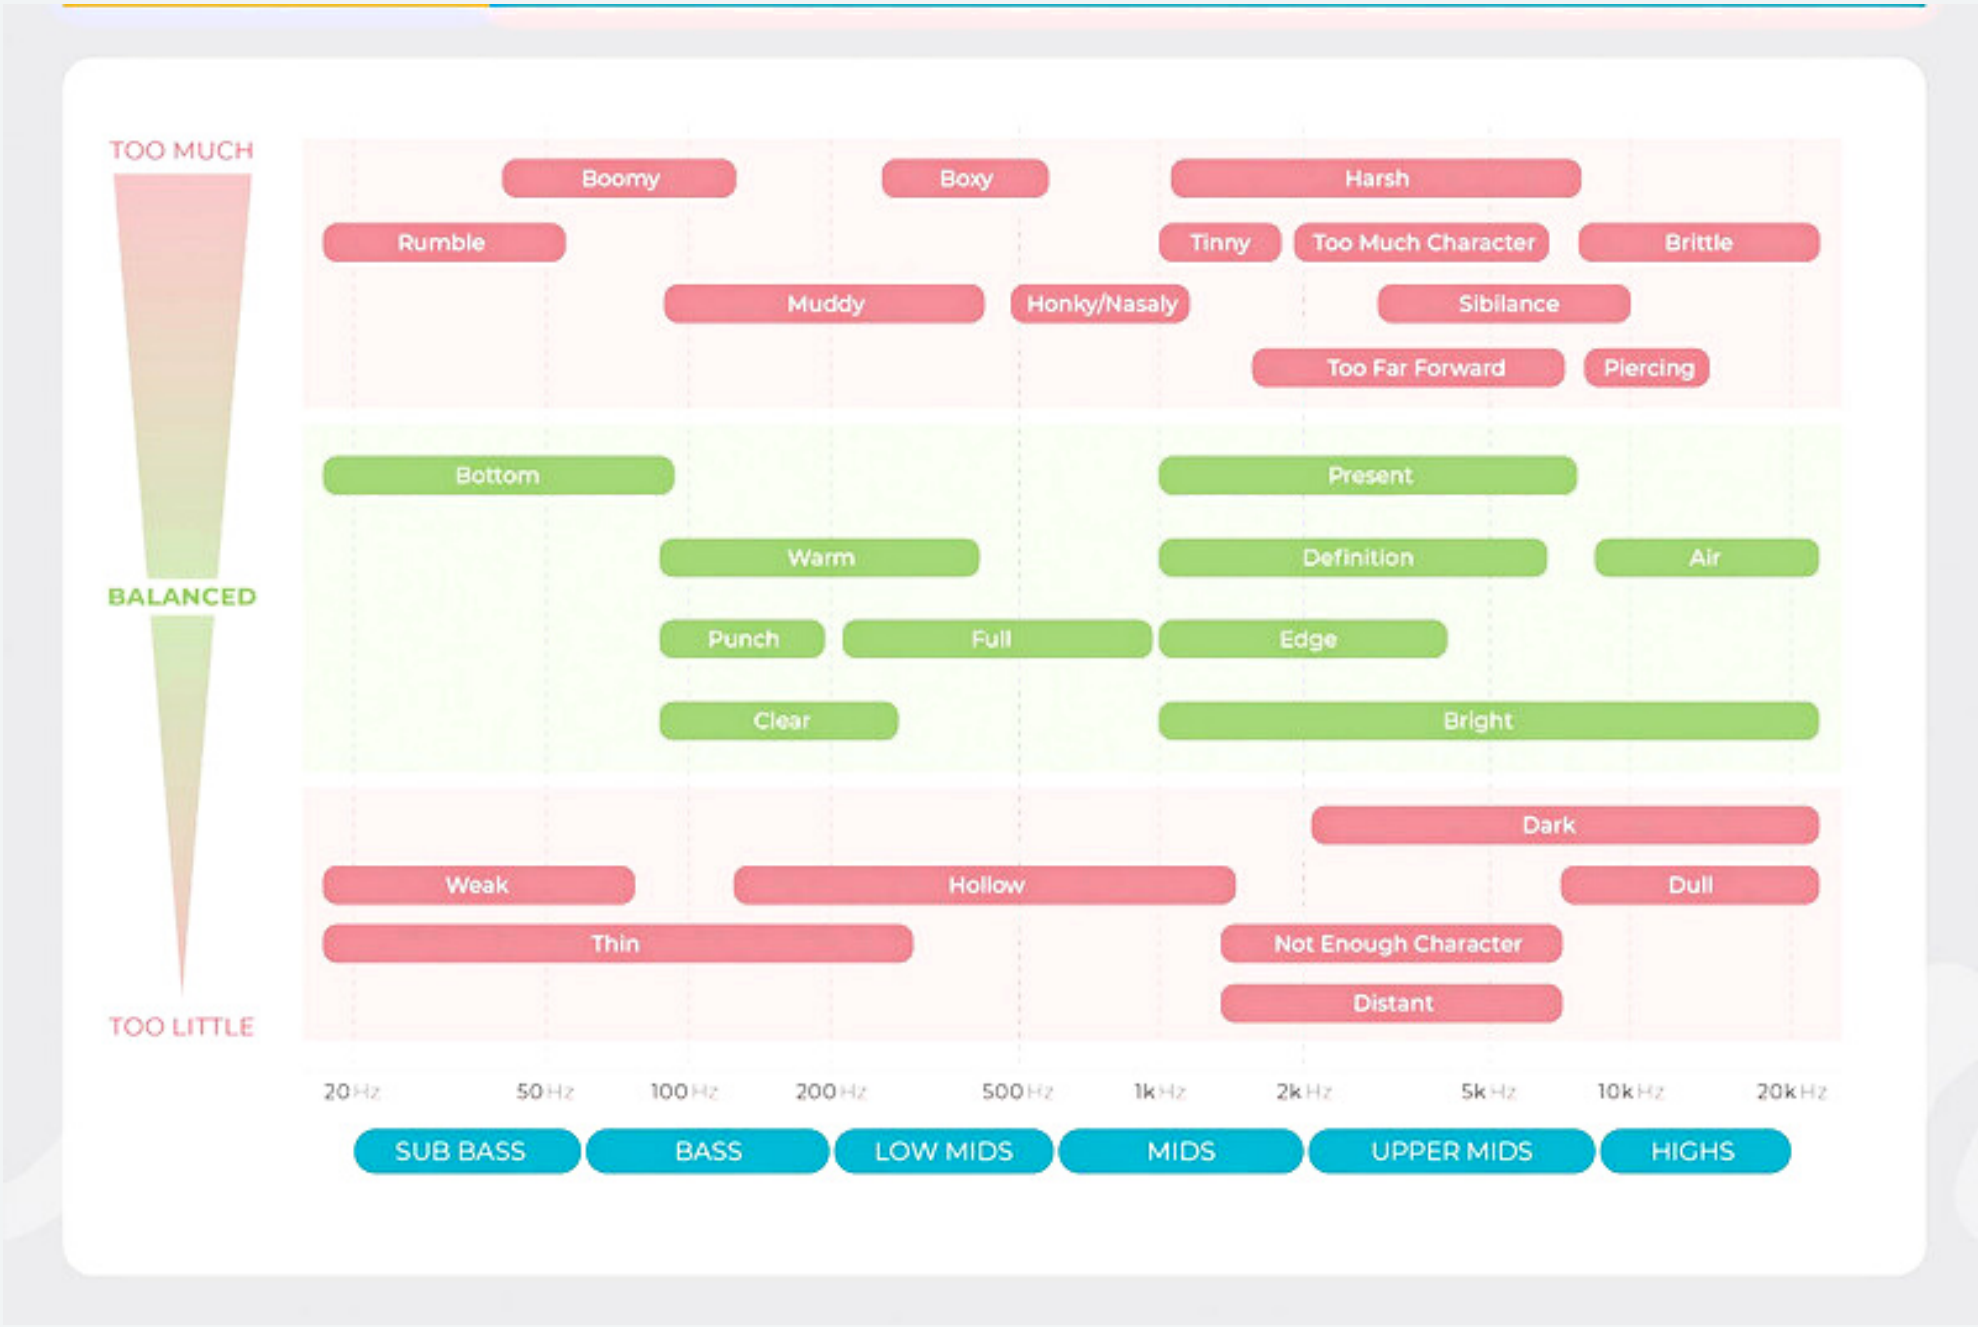 TOO MUCH
Boomy Boxy Harsh
Rumble Tinny Too Much Character Brittle
Muddy Honky/Nasaly Sibilance
Too Far Forward Piercing
Bottom Present
Warm Definition Air
BALANCED
Punch Full Edge
Clear Bright
Dark
Weak Hollow Dull
Thin Not Enough Character
Distant
TOO LITTLE
20Hz 50Hz 100Hz 200Hz 500Hz 1kHz 2kHz 5kHz 10kHz 20kHz
SUB BASS BASS LOW MIDS MIDS UPPER MIDS HIGHS